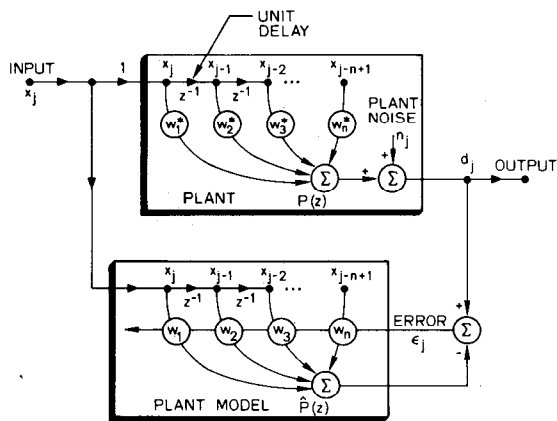 UNIT
DELAY
INPUT
x_j
1
x_j
x_{j-1}
x_{j-2}
...
x_{j-n+1}
z^{-1}
z^{-1}
PLANT
NOISE
n_j
w_1^*
w_2^*
w_3^*
w_n^*
+
+
Σ
Σ
d_j
OUTPUT
PLANT
P(z)
x_j
x_{j-1}
x_{j-2}
...
x_{j-n+1}
z^{-1}
z^{-1}
w_1
w_2
w_3
w_n
ERROR
ϵ_j
+
Σ
-
Σ
PLANT MODEL
P̂(z)